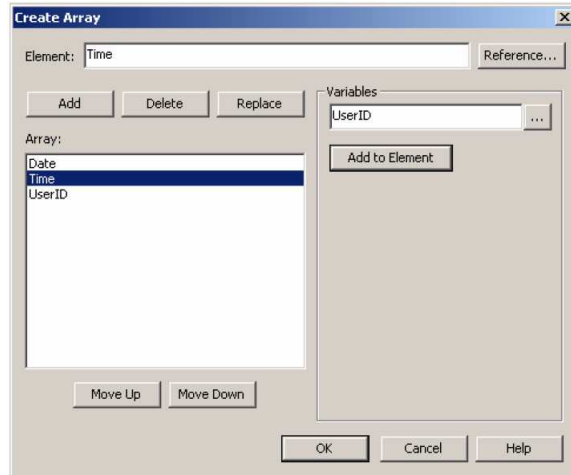 Create Array
Element: Time Reference...
Add Delete Replace
Variables
UserID ...
Array:
Add to Element
Date
Time
UserID
Move Up Move Down
OK Cancel Help